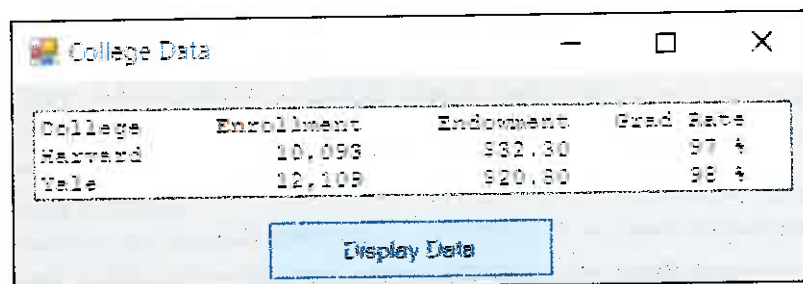 College Data
College Enrollment Endowment Grad Rate
Harvard 10,093 $32.30 97 %
Yale 12,109 $20.80 98 %
Display Data